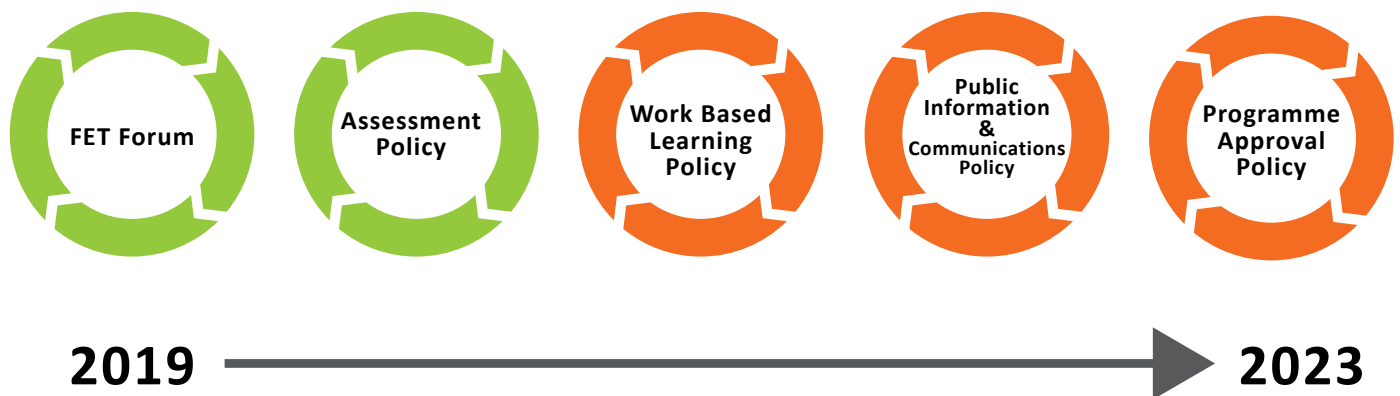 FET Forum
Assessment
Policy
Work Based
Learning
Policy
Public
Information
&
Communications
Policy
Programme
Approval
Policy
2019
2023